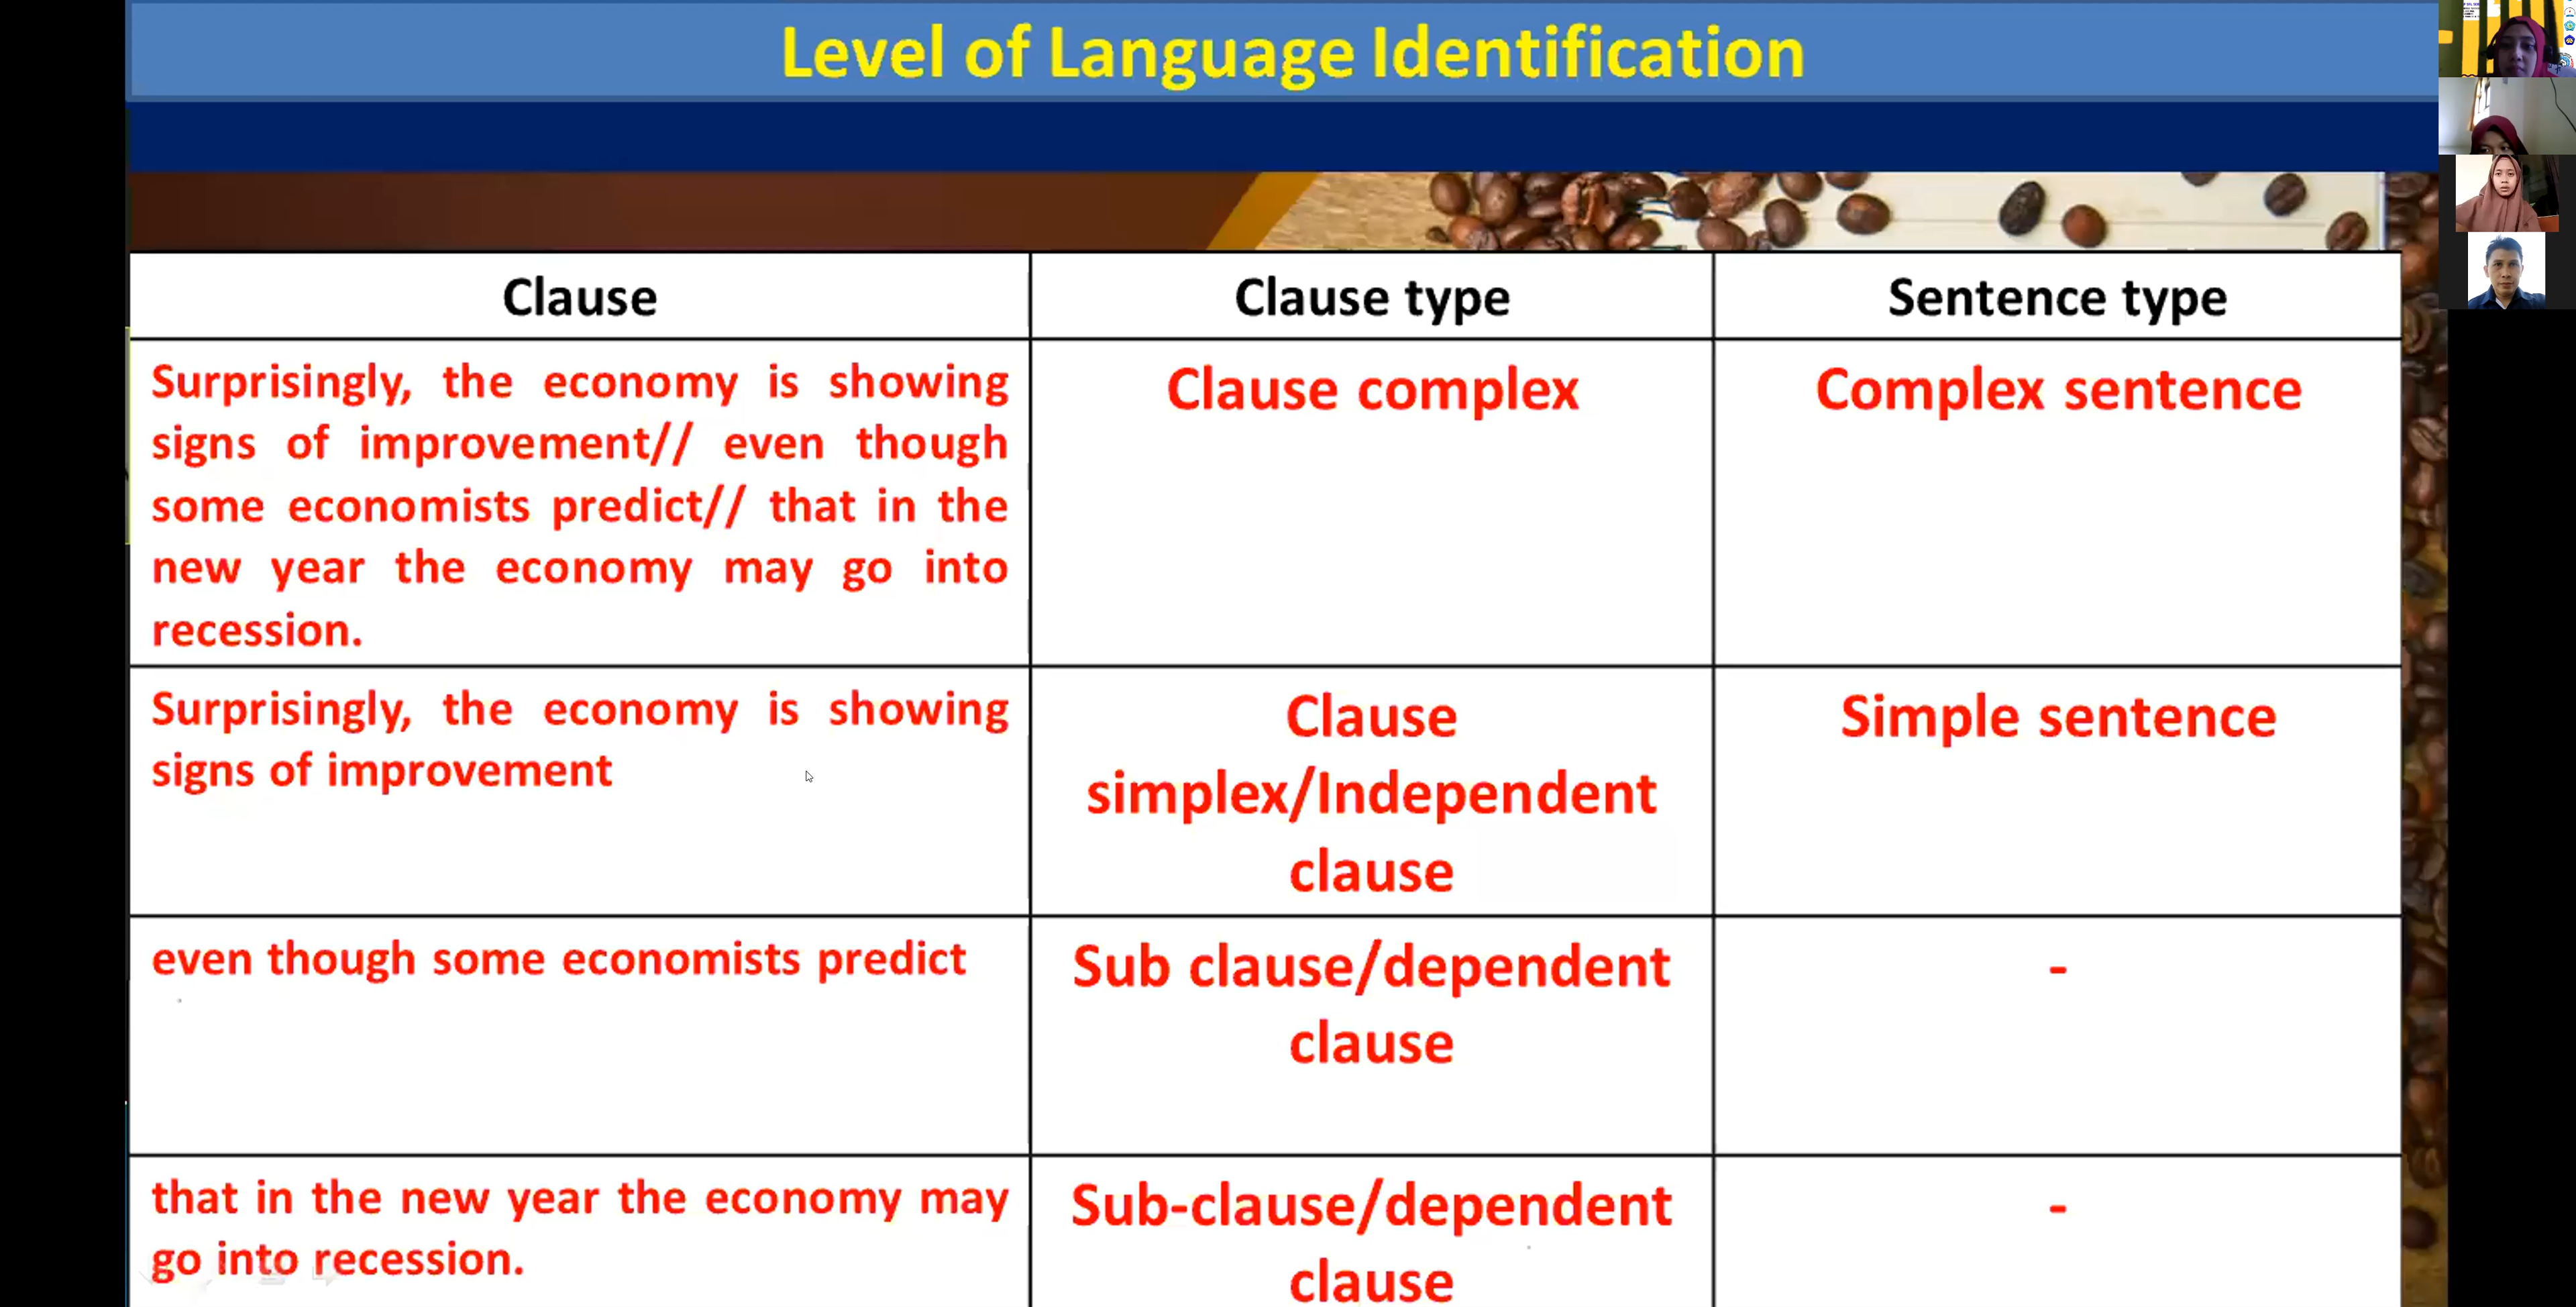 Level of Language Identification
Clause
Clause type
Sentence type
Surprisingly, the economy is showing
signs of improvement// even though
some economists predict// that in the
new year the economy may go into
recession.
Clause complex
Complex sentence
Surprisingly, the economy is showing
signs of improvement
Clause
simplex/Independent
clause
Simple sentence
even though some economists predict
Sub clause/dependent
clause
-
that in the new year the economy may
go into recession.
Sub-clause/dependent
clause
-